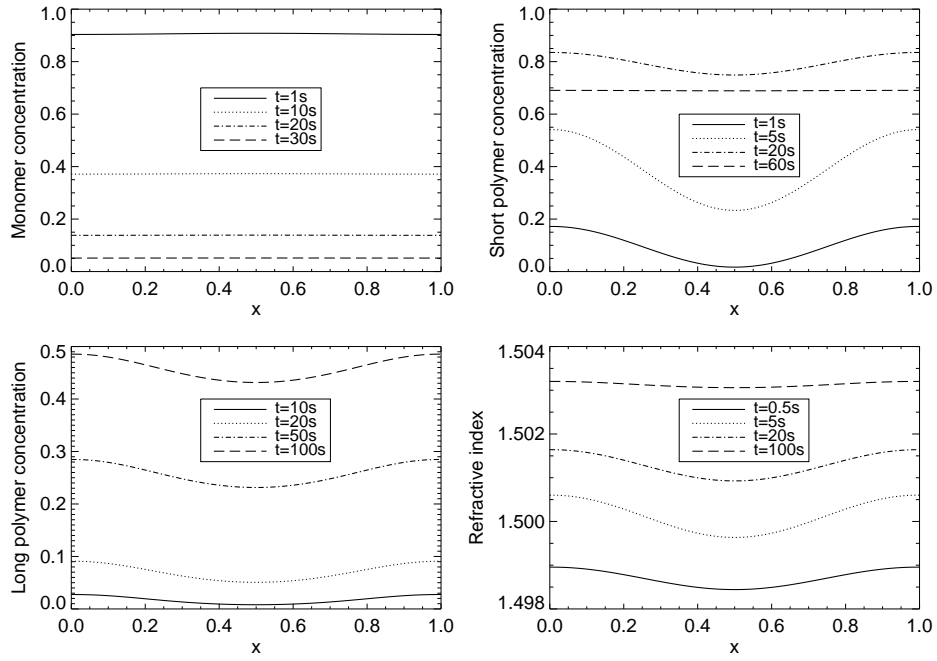 Monomer concentration
1.0
0.8
0.6
0.4
0.2
0.0
t=1s
t=10s
t=20s
t=30s
0.0 0.2 0.4 0.6 0.8 1.0
x
Short polymer concentration
1.0
0.8
0.6
0.4
0.2
0.0
t=1s
t=5s
t=20s
t=60s
0.0 0.2 0.4 0.6 0.8 1.0
x
Long polymer concentration
0.5
0.4
0.3
0.2
0.1
0.0
t=10s
t=20s
t=50s
t=100s
0.0 0.2 0.4 0.6 0.8 1.0
x
Refractive index
1.504
1.502
1.500
1.498
t=0.5s
t=5s
t=20s
t=100s
0.0 0.2 0.4 0.6 0.8 1.0
x